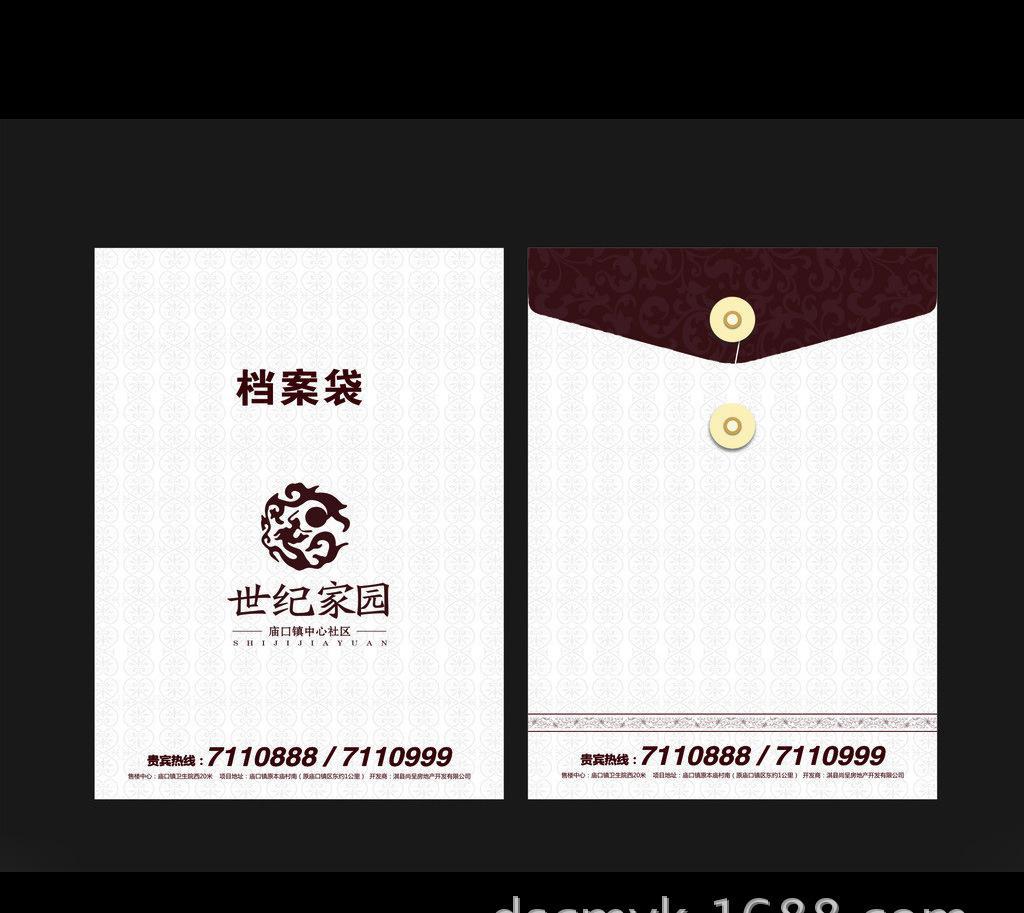 档案袋
世纪家园
庙口镇中心社区
SHIJIJIAYUAN
贵宾热线：7110888 / 7110999
售楼中心：庙口镇卫生院西20米 项目地址：庙口镇原本庙村南（原庙口镇区东约1公里） 开发商：淇县尚呈房地产开发有限公司
贵宾热线：7110888 / 7110999
售楼中心：庙口镇卫生院西20米 项目地址：庙口镇原本庙村南（原庙口镇区东约1公里） 开发商：淇县尚呈房地产开发有限公司